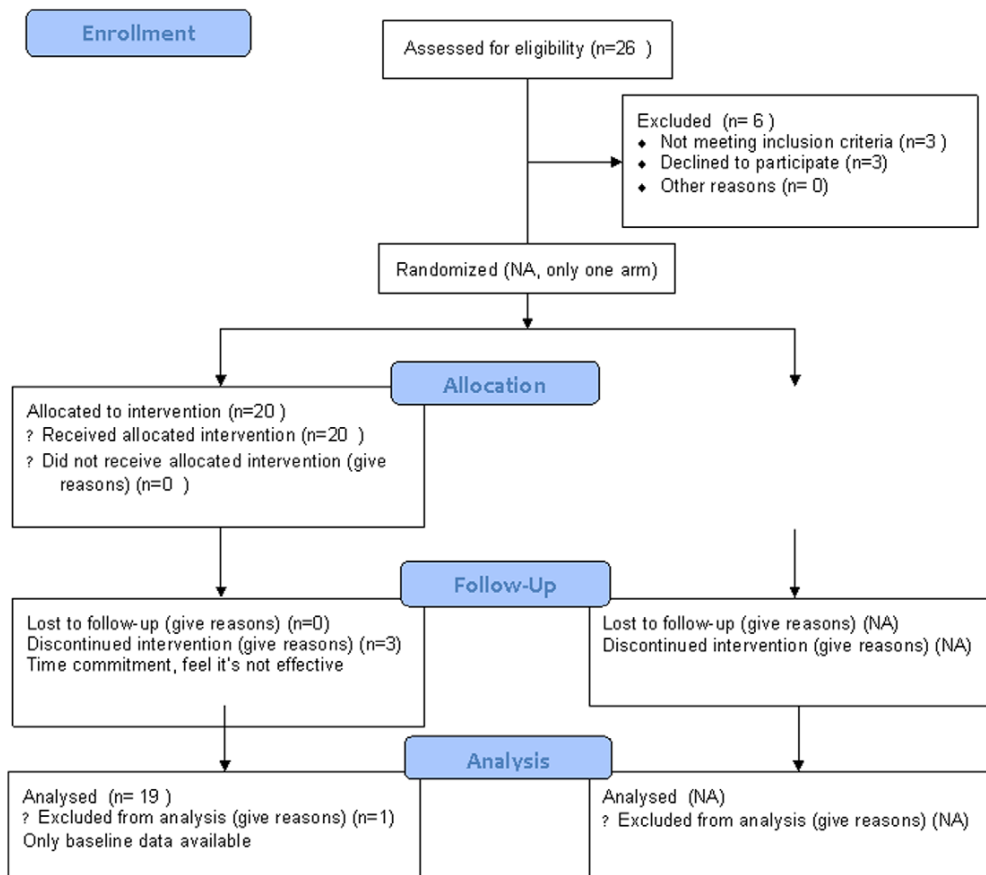 Enrollment
Assessed for eligibility (n=26 )
Excluded (n= 6 )
◆ Not meeting inclusion criteria (n=3 )
◆ Declined to participate (n=3)
◆ Other reasons (n= 0)
Randomized (NA, only one arm)
Allocation
Allocated to intervention (n=20 )
? Received allocated intervention (n=20 )
? Did not receive allocated intervention (give
reasons) (n=0 )
Follow-Up
Lost to follow-up (give reasons) (n=0)
Discontinued intervention (give reasons) (n=3)
Time commitment, feel it's not effective
Lost to follow-up (give reasons) (NA)
Discontinued intervention (give reasons) (NA)
Analysis
Analysed (n= 19 )
? Excluded from analysis (give reasons) (n=1)
Only baseline data available
Analysed (NA)
? Excluded from analysis (give reasons) (NA)